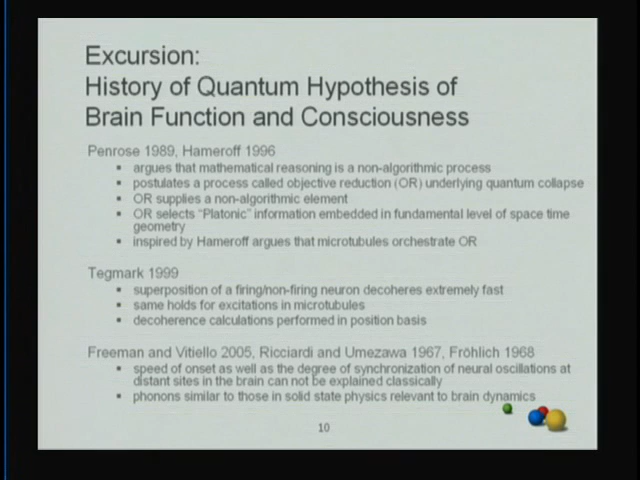 Excursion:
History of Quantum Hypothesis of
Brain Function and Consciousness
Penrose 1989, Hameroff 1996
▪ argues that mathematical reasoning is a non-algorithmic process
▪ postulates a process called objective reduction (OR) underlying quantum collapse
▪ OR supplies a non-algorithmic element
▪ OR selects “Platonic” information embedded in fundamental level of space time
geometry
▪ inspired by Hameroff argues that microtubules orchestrate OR
Tegmark 1999
▪ superposition of a firing/non-firing neuron decoheres extremely fast
▪ same holds for excitations in microtubules
▪ decoherence calculations performed in position basis
Freeman and Vitiello 2005, Ricciardi and Umezawa 1967, Fröhlich 1968
▪ speed of onset as well as the degree of synchronization of neural oscillations at
distant sites in the brain can not be explained classically
▪ phonons similar to those in solid state physics relevant to brain dynamics
10